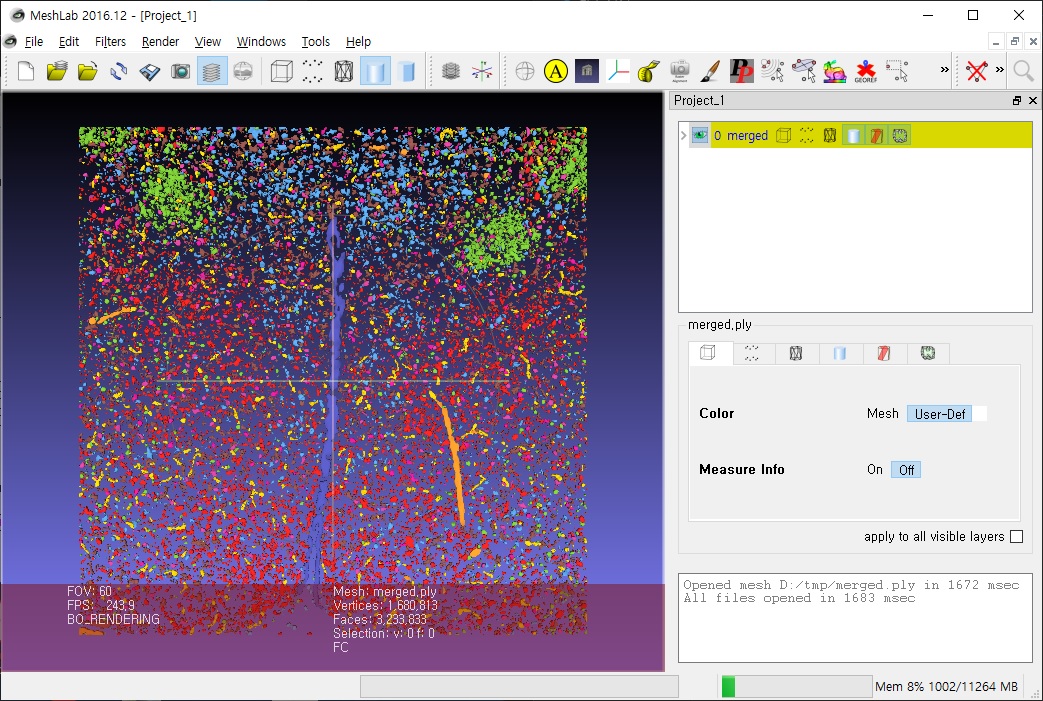 MeshLab 2016.12 - [Project_1]
File Edit Filters Render View Windows Tools Help
A PP GEOREF » »
Project_1
0 merged
merged.ply
Color Mesh User-Def
Measure Info On Off
apply to all visible layers
Opened mesh D:/tmp/merged.ply in 1672 msec
All files opened in 1683 msec
FOV: 60
FPS: 243.9
BO_RENDERING
Mesh: merged.ply
Vertices: 1,680,813
Faces: 3,233,833
Selection: v: 0 f: 0
FC
Mem 8% 1002/11264 MB